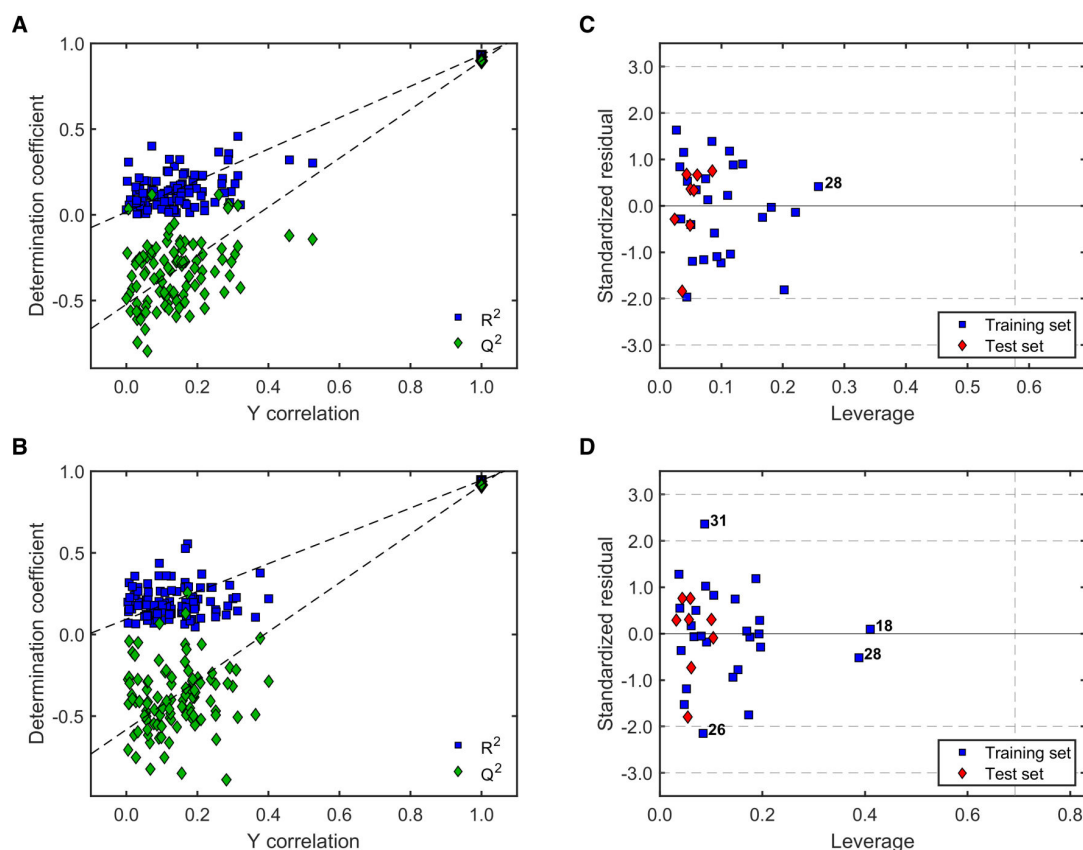 A
1.0
0.5
0.0
-0.5
Determination coefficient
R²
Q²
0.0 0.2 0.4 0.6 0.8 1.0
Y correlation
C
3.0
2.0
1.0
0.0
-1.0
-2.0
-3.0
Standardized residual
28
Training set
Test set
0.0 0.1 0.2 0.3 0.4 0.5 0.6
Leverage
B
1.0
0.5
0.0
-0.5
Determination coefficient
R²
Q²
0.0 0.2 0.4 0.6 0.8 1.0
Y correlation
D
3.0
2.0
1.0
0.0
-1.0
-2.0
-3.0
Standardized residual
31
18
28
26
Training set
Test set
0.0 0.2 0.4 0.6 0.8
Leverage